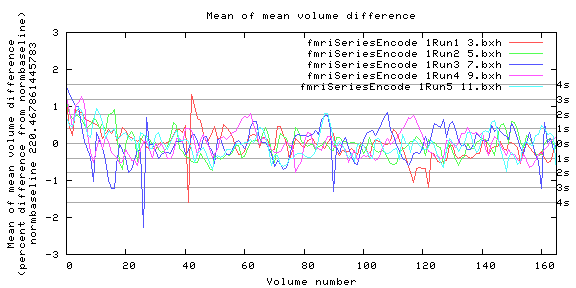 Mean of mean volume difference
fmriSeriesEncode 1Run1 3.bxh
fmriSeriesEncode 1Run2 5.bxh
fmriSeriesEncode 1Run3 7.bxh
fmriSeriesEncode 1Run4 9.bxh
fmriSeriesEncode 1Run5 11.bxh
3
2
1
0
-1
-2
-3
4s
3s
2s
1s
0
1s
2s
3s
4s
0 20 40 60 80 100 120 140 160
Volume number
Mean of mean volume difference
(percent difference from normbaseline)
normbaseline 220.467861445783